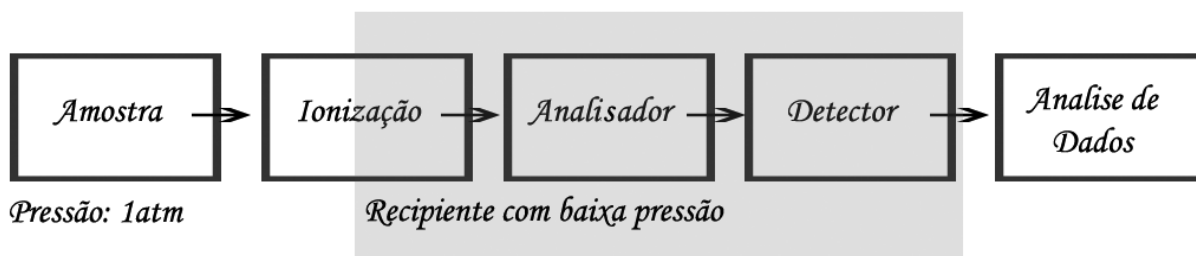 Amostra
Ionização
Analisador
Detector
Analise de
Dados
Pressão: 1atm
Recipiente com baixa pressão